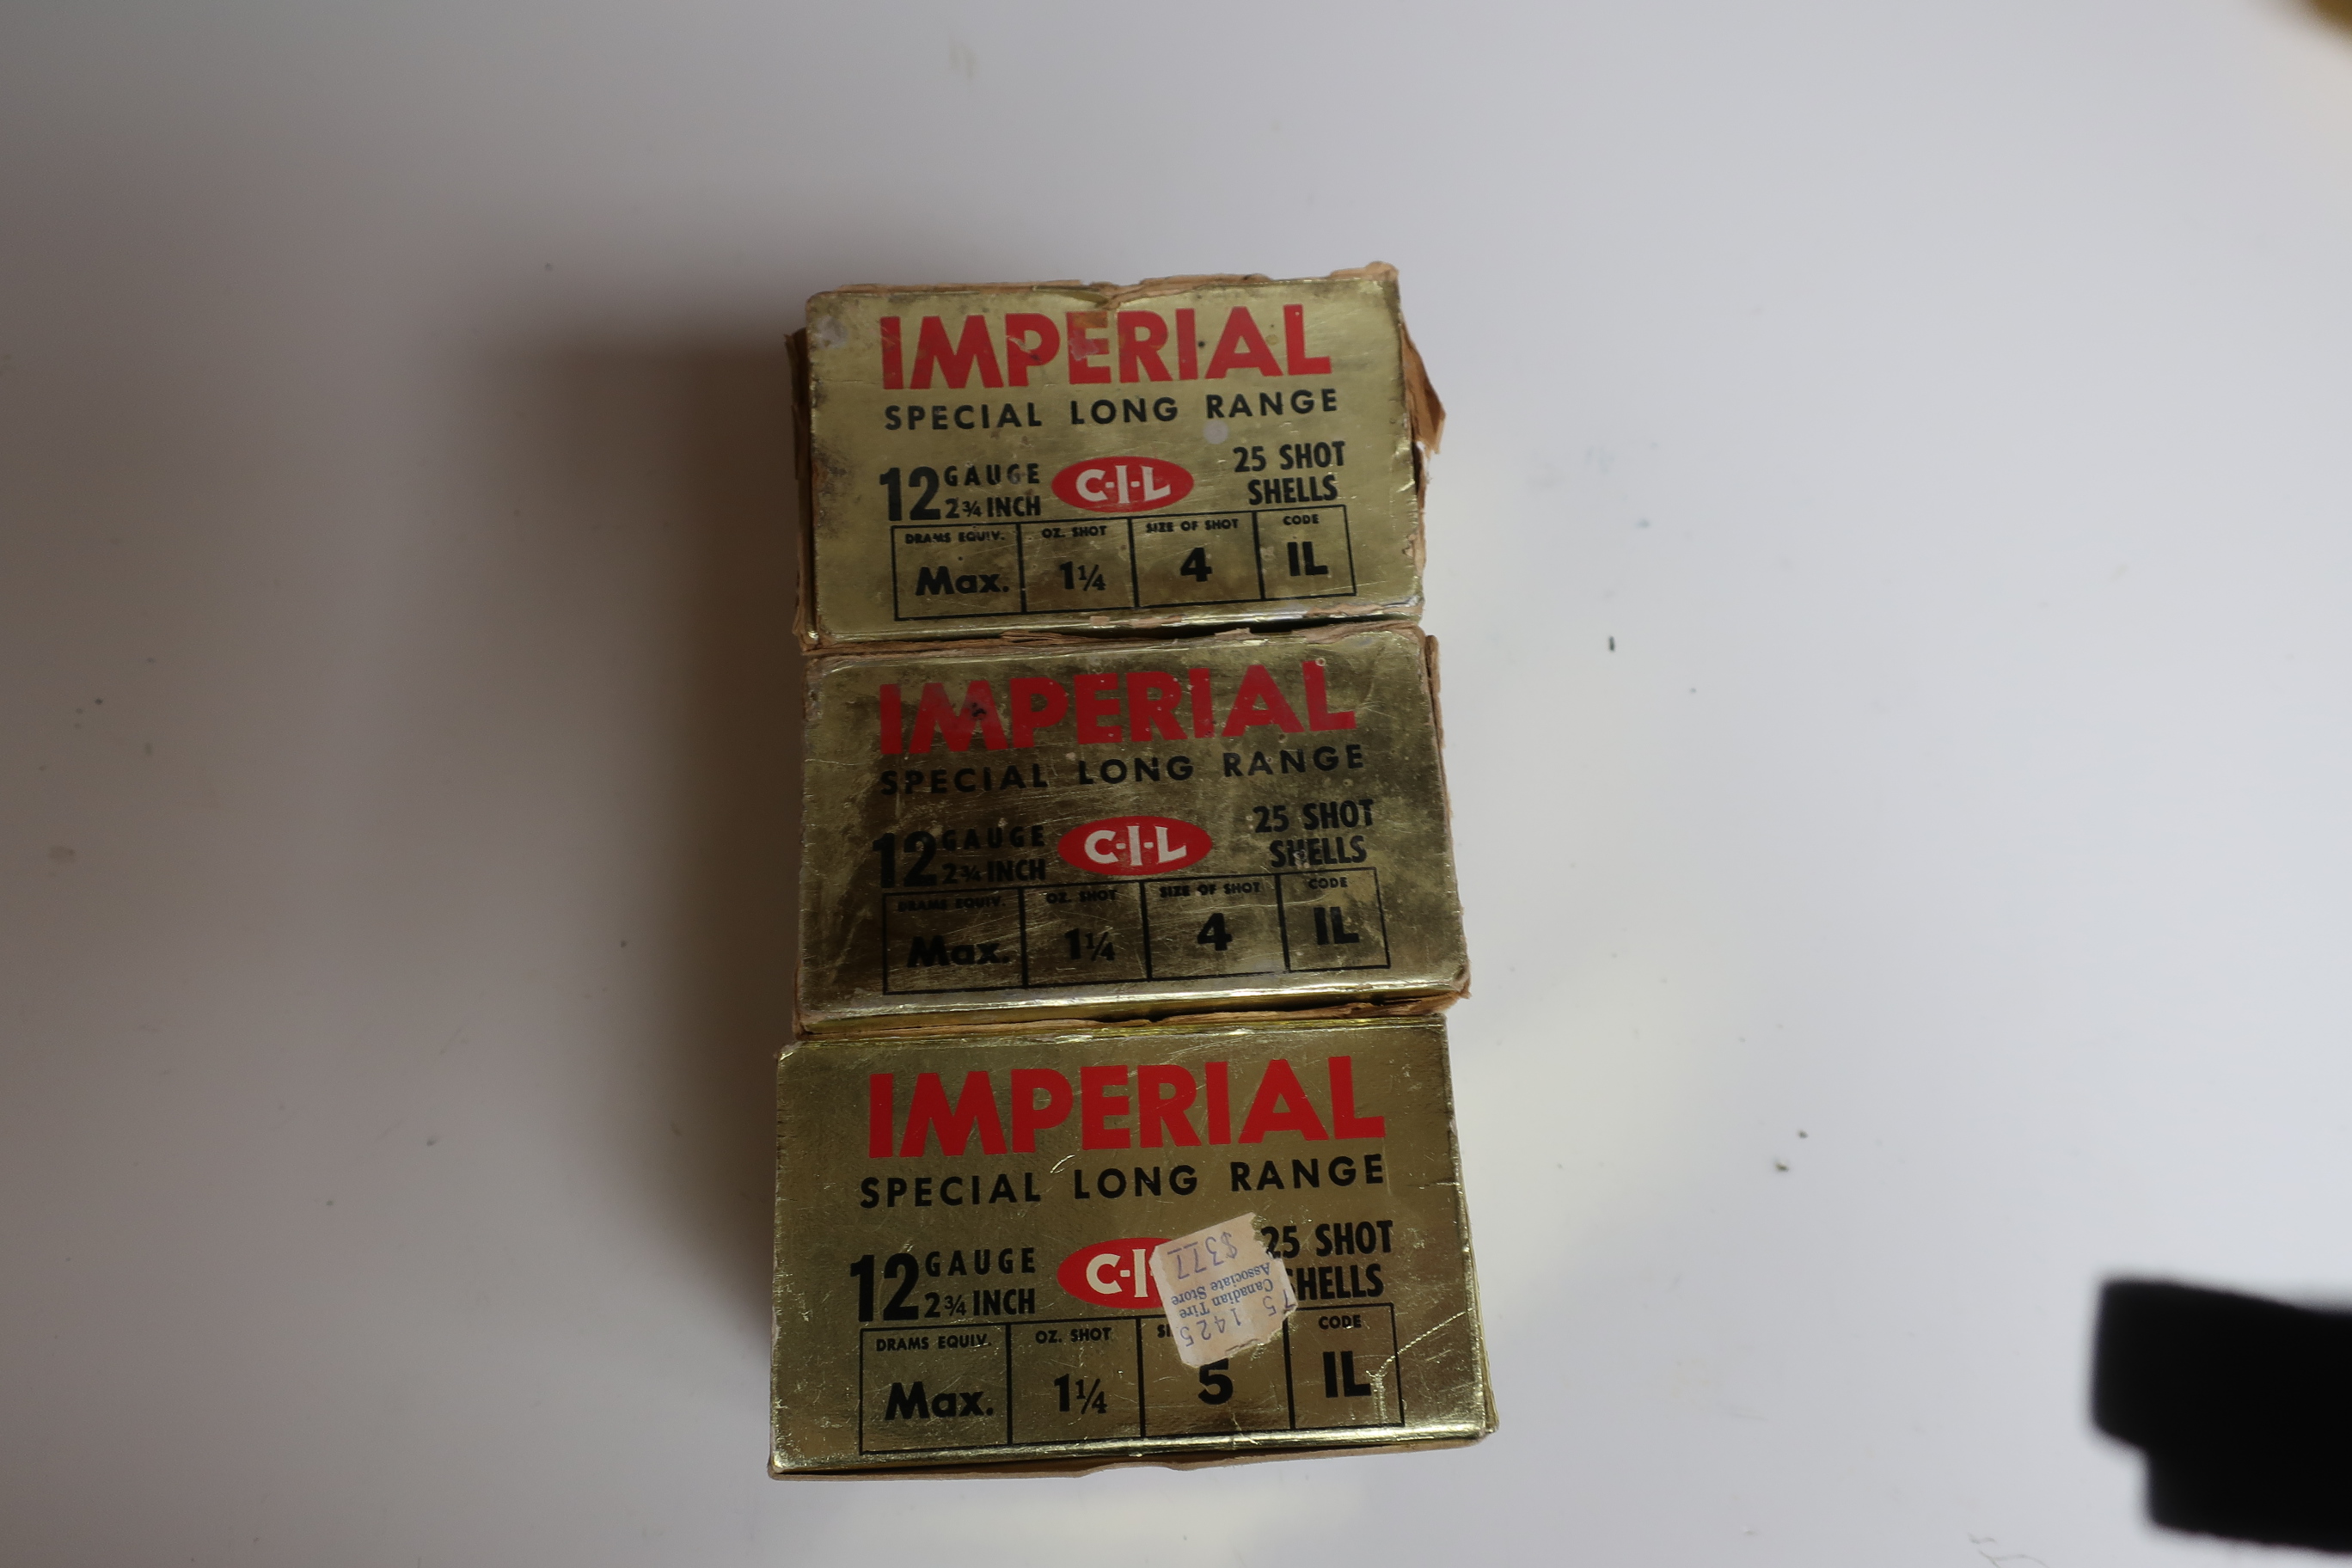 IMPERIAL
SPECIAL LONG RANGE
12 GAUGE 2¾ INCH
C-I-L
25 SHOT SHELLS
DRAMS EQUIV. OZ. SHOT SIZE OF SHOT CODE
Max. 1¼ 4 IL
IMPERIAL
SPECIAL LONG RANGE
12 GAUGE 2¾ INCH
C-I-L
25 SHOT SHELLS
DRAMS EQUIV. OZ. SHOT SIZE OF SHOT CODE
Max. 1¼ 4 IL
IMPERIAL
SPECIAL LONG RANGE
12 GAUGE 2¾ INCH
C-I-
25 SHOT SHELLS
DRAMS EQUIV. OZ. SHOT CODE
Max. 1¼ 5 IL
1425
Canadian Tire
Associate Store
$377